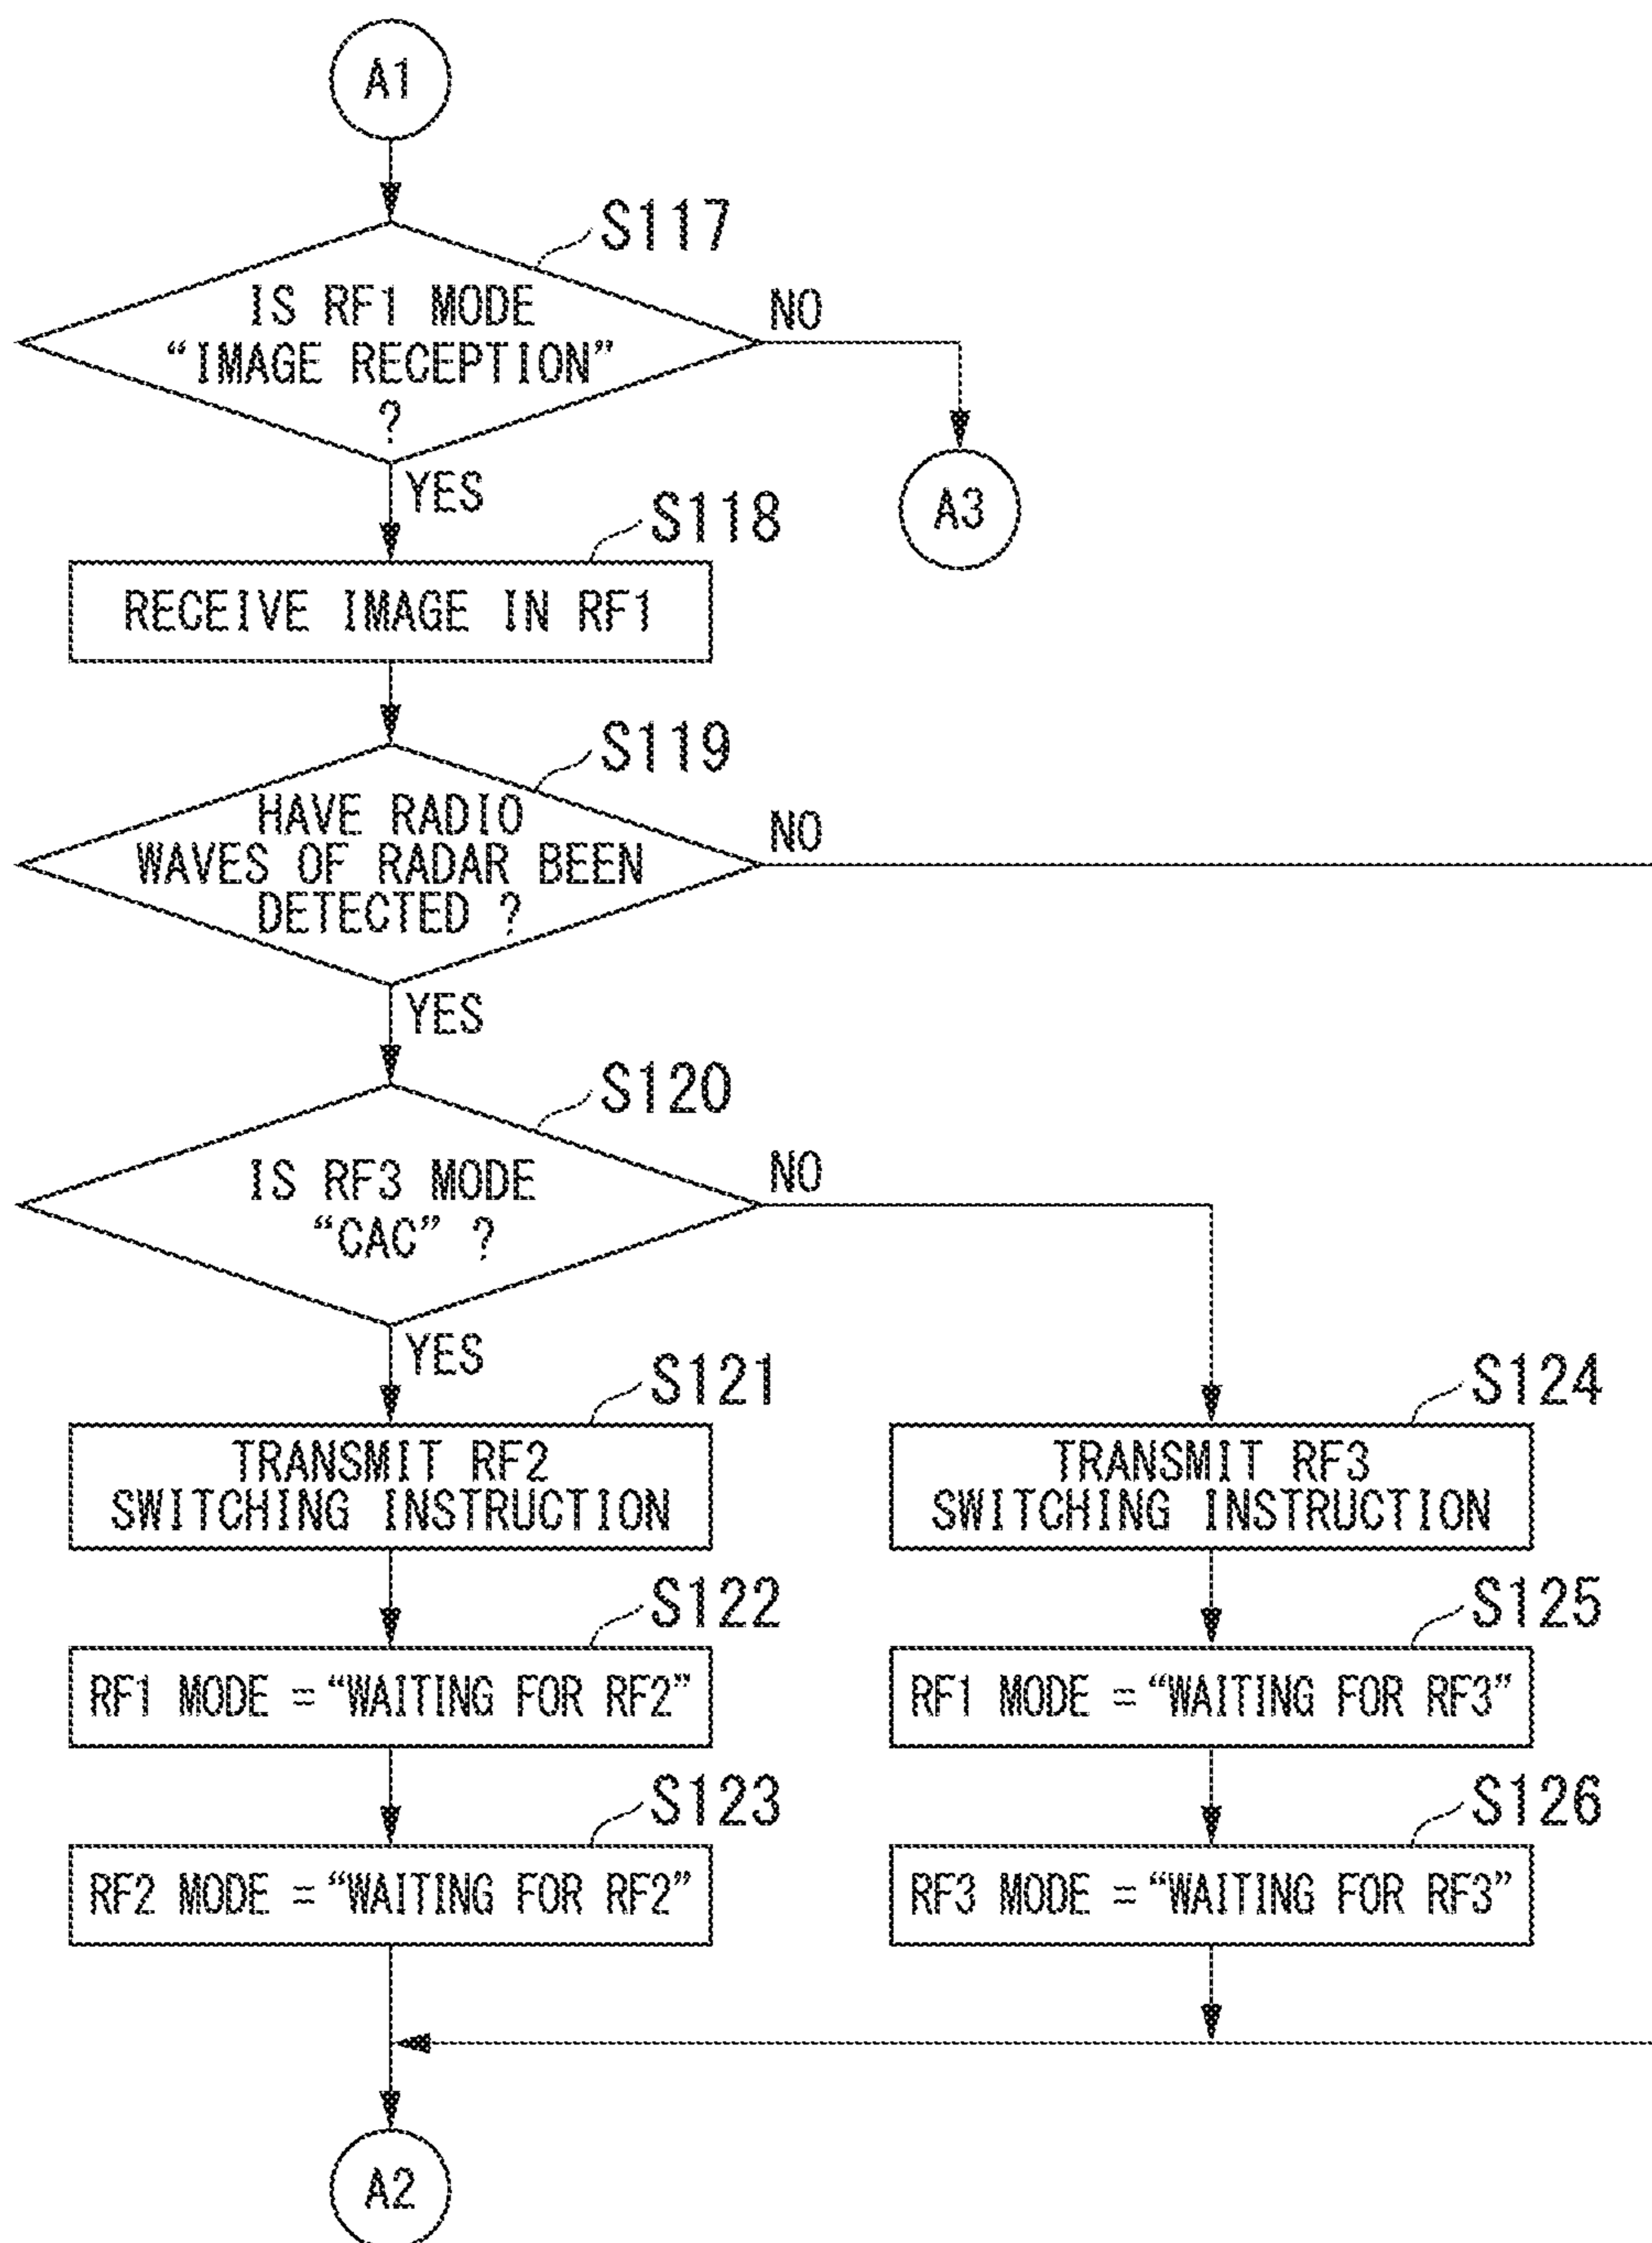 A1
S117
IS RF1 MODE
“IMAGE RECEPTION”
?
NO
YES
A3
S118
RECEIVE IMAGE IN RF1
S119
HAVE RADIO
WAVES OF RADAR BEEN
DETECTED ?
NO
YES
S120
IS RF3 MODE
“CAC” ?
NO
YES
S121
TRANSMIT RF2
SWITCHING INSTRUCTION
S124
TRANSMIT RF3
SWITCHING INSTRUCTION
S122
RF1 MODE =“WAITING FOR RF2”
S125
RF1 MODE =“WAITING FOR RF3”
S123
RF2 MODE =“WAITING FOR RF2”
S126
RF3 MODE =“WAITING FOR RF3”
A2